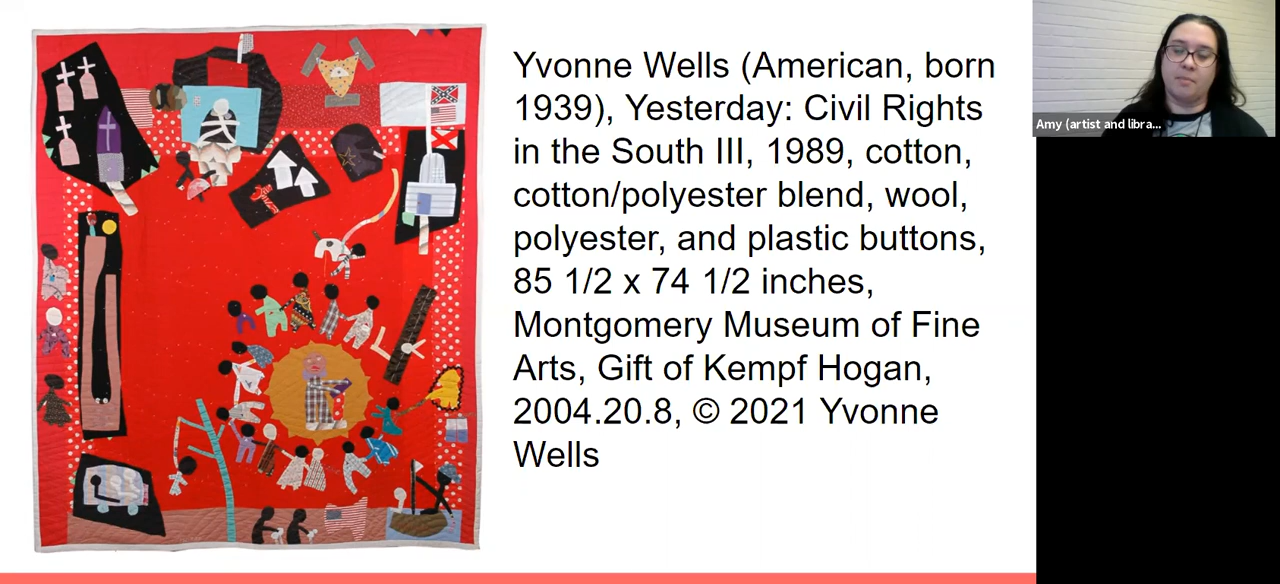 Yvonne Wells (American, born
1939), Yesterday: Civil Rights
in the South III, 1989, cotton,
cotton/polyester blend, wool,
polyester, and plastic buttons,
85 1/2 x 74 1/2 inches,
Montgomery Museum of Fine
Arts, Gift of Kempf Hogan,
2004.20.8, © 2021 Yvonne
Wells
Amy (artist and libra...